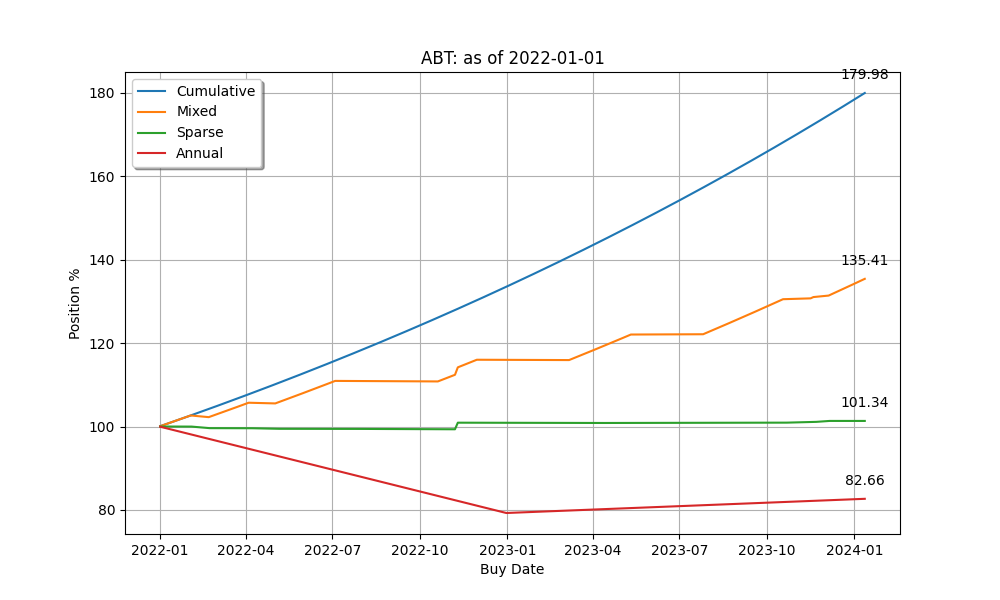 ABT: as of 2022-01-01
179.98
Cumulative
Mixed
Sparse
Annual
135.41
101.34
82.66
180
160
140
120
100
80
Position %
2022-01 2022-04 2022-07 2022-10 2023-01 2023-04 2023-07 2023-10 2024-01
Buy Date